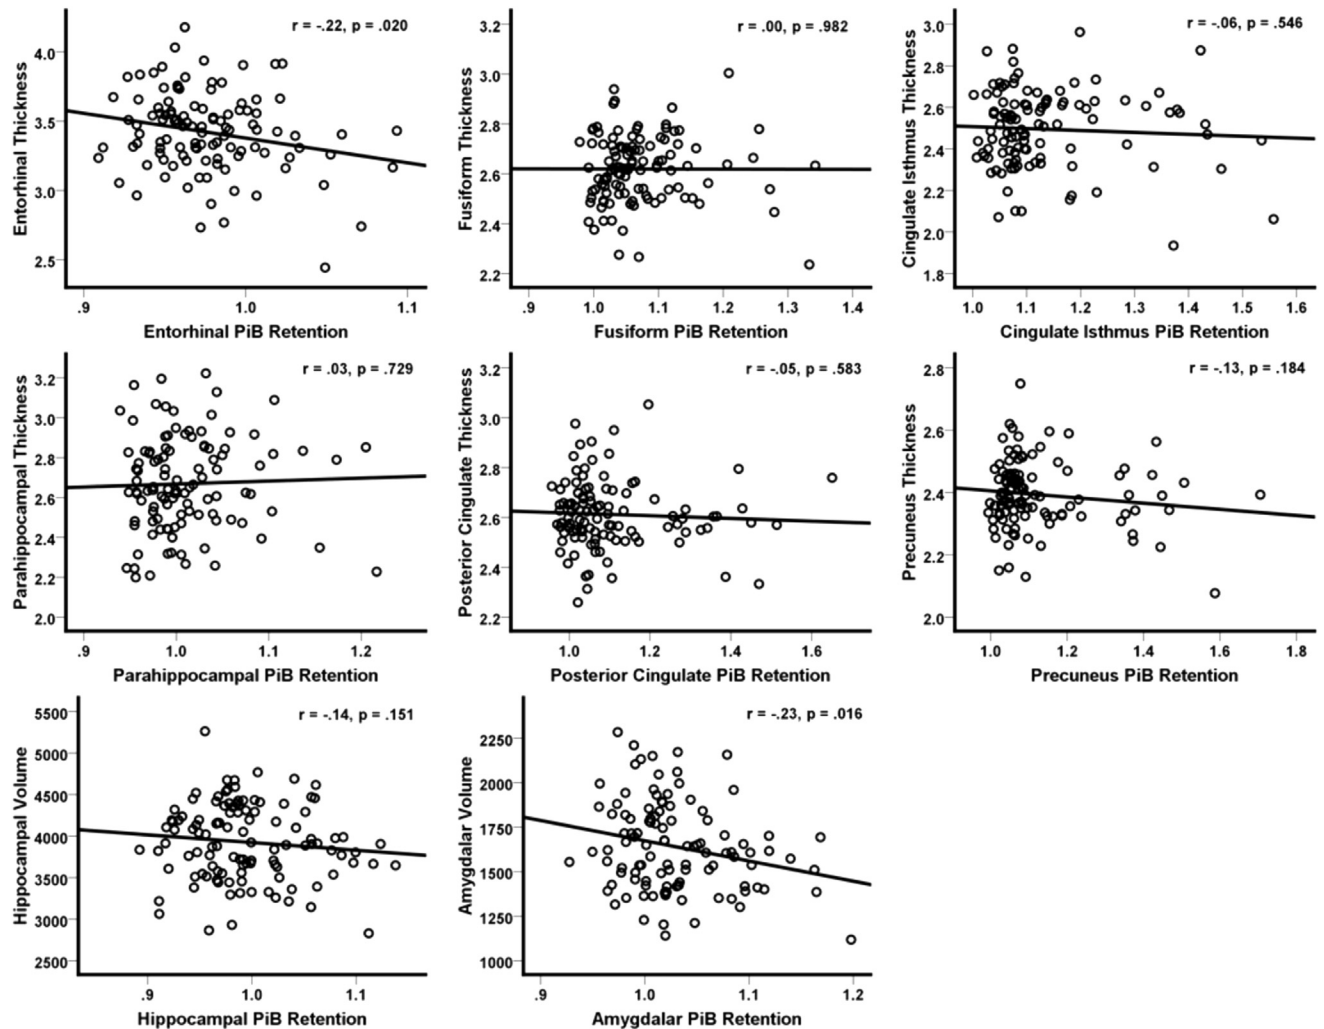 r = -.22, p = .020
Entorhinal Thickness
4.0
3.5
3.0
2.5
.9 1.0 1.1
Entorhinal PiB Retention
r = .00, p = .982
Fusiform Thickness
3.2
3.0
2.8
2.6
2.4
2.2
.9 1.0 1.1 1.2 1.3 1.4
Fusiform PiB Retention
r = -.06, p = .546
Cingulate Isthmus Thickness
3.0
2.8
2.6
2.4
2.2
2.0
1.8
1.0 1.1 1.2 1.3 1.4 1.5 1.6
Cingulate Isthmus PiB Retention
r = .03, p = .729
Parahippocampal Thickness
3.2
3.0
2.8
2.6
2.4
2.2
2.0
.9 1.0 1.1 1.2
Parahippocampal PiB Retention
r = -.05, p = .583
Posterior Cingulate Thickness
3.2
3.0
2.8
2.6
2.4
2.2
1.0 1.2 1.4 1.6
Posterior Cingulate PiB Retention
r = -.13, p = .184
Precuneus Thickness
2.8
2.6
2.4
2.2
2.0
1.0 1.2 1.4 1.6 1.8
Precuneus PiB Retention
r = -.14, p = .151
Hippocampal Volume
5500
5000
4500
4000
3500
3000
2500
.9 1.0 1.1
Hippocampal PiB Retention
r = -.23, p = .016
Amygdalar Volume
2250
2000
1750
1500
1250
1000
.9 1.0 1.1 1.2
Amygdalar PiB Retention